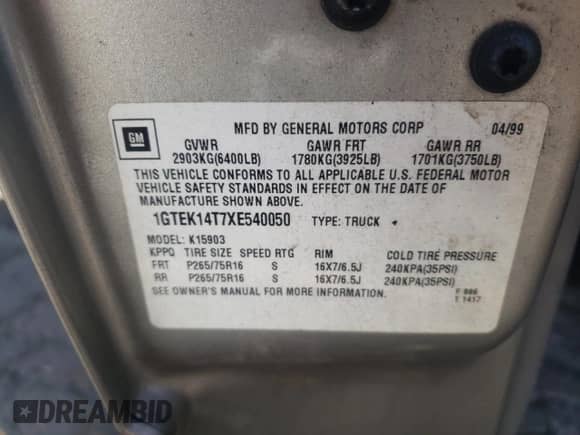 GM
MFD BY GENERAL MOTORS CORP 04/99
GVWR GAWR FRT GAWR RR
2903KG(6400LB) 1780KG(3925LB) 1701KG(3750LB)
THIS VEHICLE CONFORMS TO ALL APPLICABLE U.S. FEDERAL MOTOR
VEHICLE SAFETY STANDARDS IN EFFECT ON THE DATE OF
MANUFACTURE SHOWN ABOVE.
1GTEK14T7XE540050 TYPE: TRUCK
MODEL: K15903
KPPQ TIRE SIZE SPEED RTG RIM COLD TIRE PRESSURE
FRT P265/75R16 S 16X7/6.5J 240KPA(35PSI)
RR P265/75R16 S 16X7/6.5J 240KPA(35PSI)
SEE OWNER'S MANUAL FOR MORE INFORMATION.
F 886
T 1417
DREAMBID